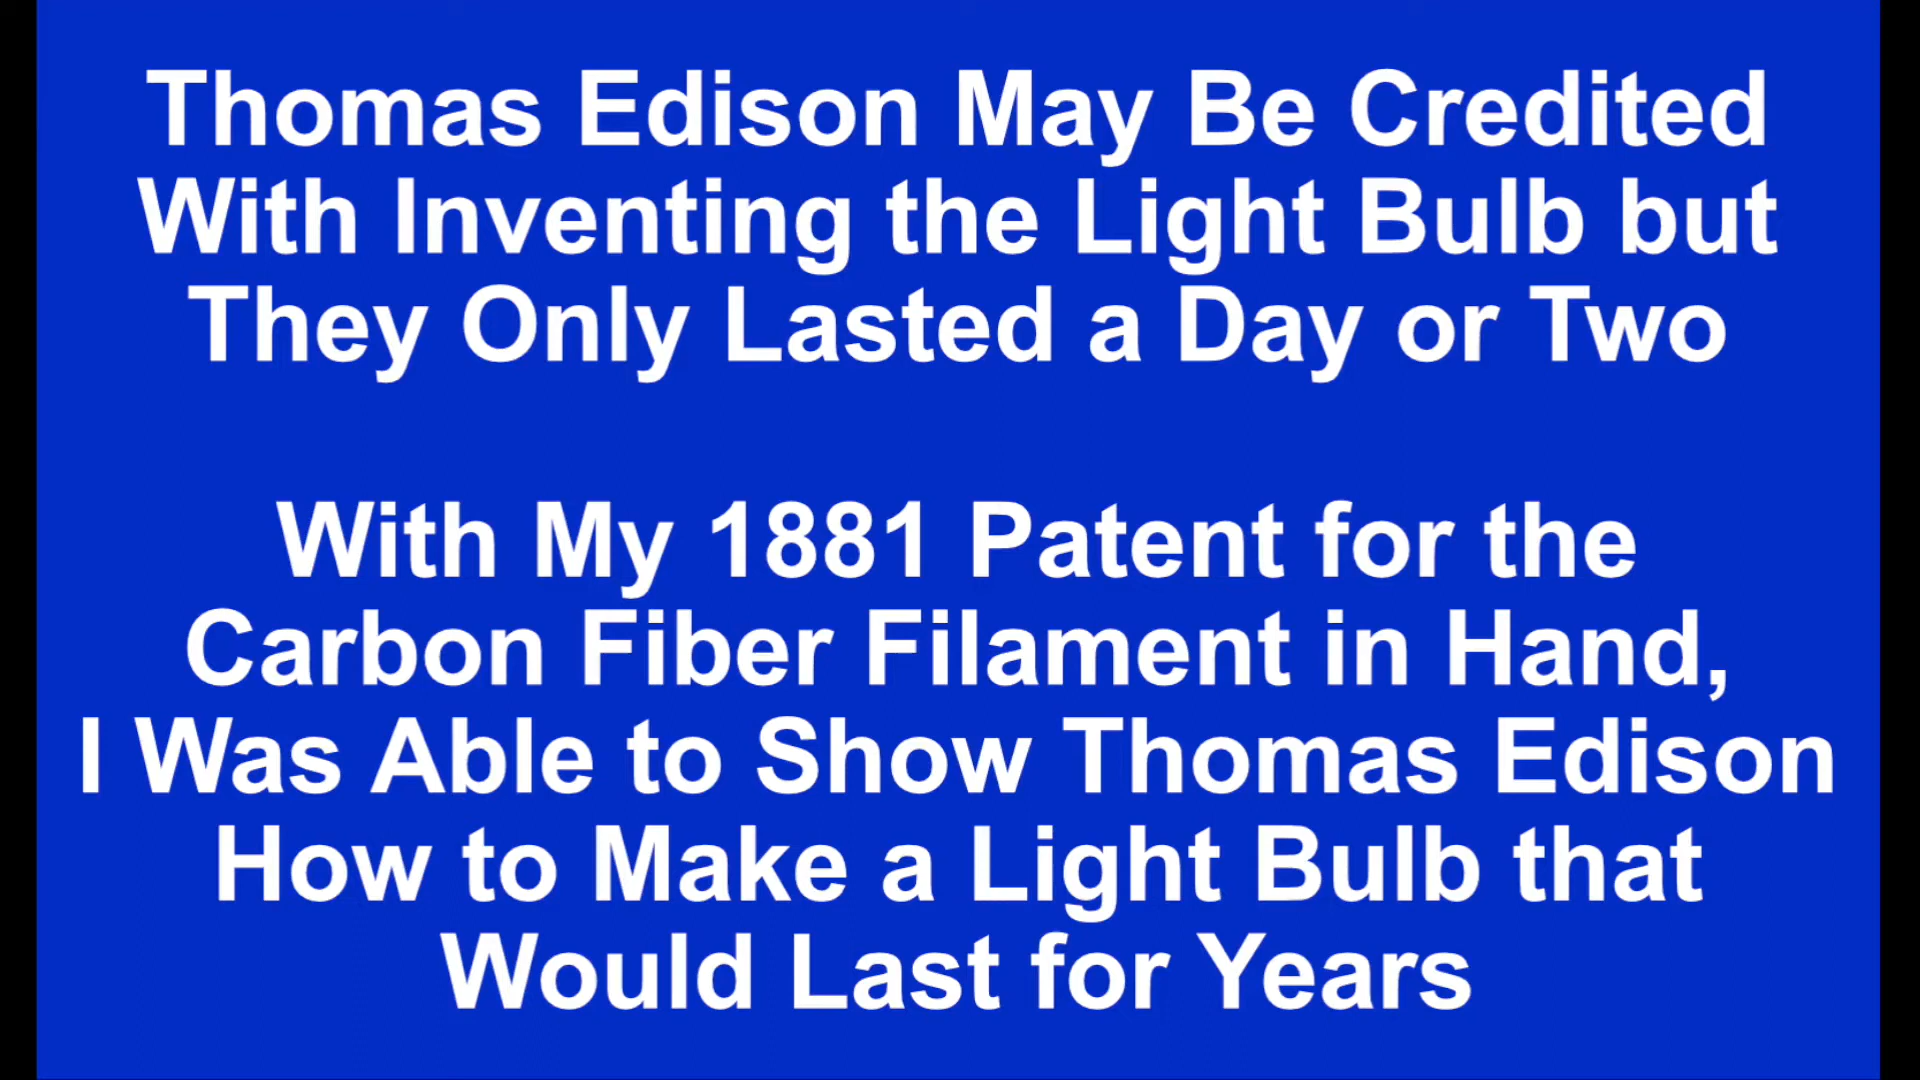 Thomas Edison May Be Credited
With Inventing the Light Bulb but
They Only Lasted a Day or Two
With My 1881 Patent for the
Carbon Fiber Filament in Hand,
I Was Able to Show Thomas Edison
How to Make a Light Bulb that
Would Last for Years